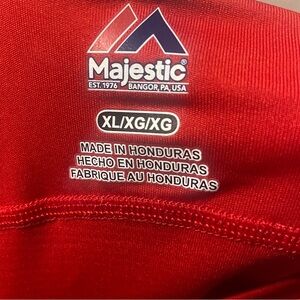 Majestic®
EST. 1976 BANGOR, PA, USA
XL/XG/XG
MADE IN HONDURAS
HECHO EN HONDURAS
FABRIQUE AU HONDURAS